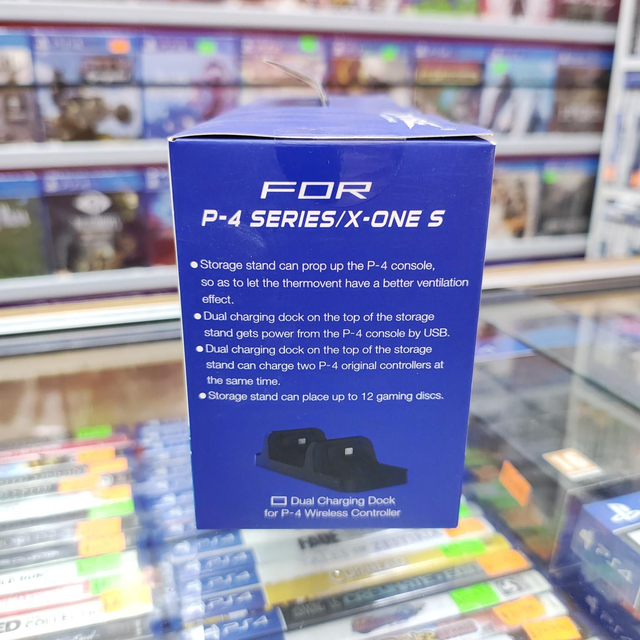 FOR
P-4 SERIES/X-ONE S
Storage stand can prop up the P-4 console,
so as to let the thermovent have a better ventilation
effect.
Dual charging dock on the top of the storage
stand gets power from the P-4 console by USB.
Dual charging dock on the top of the storage
stand can charge two P-4 original controllers at
the same time.
Storage stand can place up to 12 gaming discs.
Dual Charging Dock
for P-4 Wireless Controller
PS4
PS4
PS4